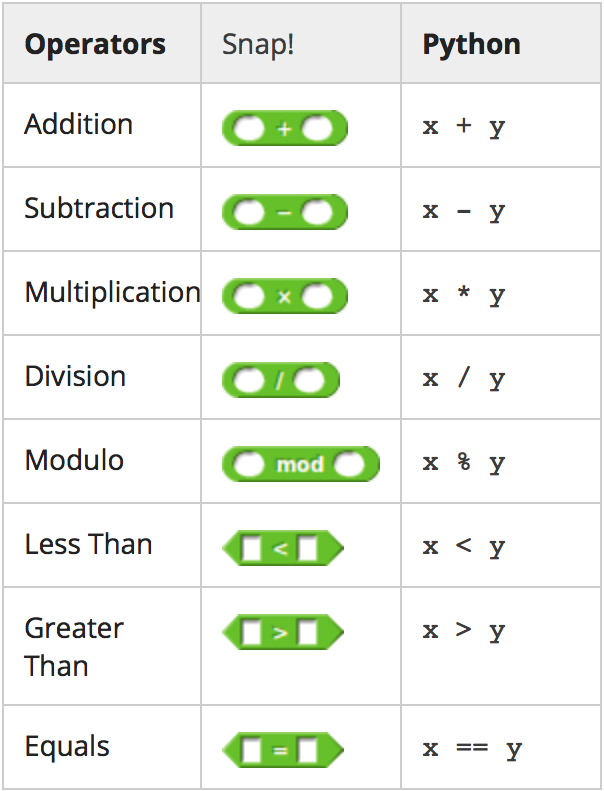 Operators Snap! Python
Addition + x + y
Subtraction − x - y
Multiplication × x * y
Division / x / y
Modulo mod x % y
Less Than < x < y
Greater > x > y
Than
Equals = x == y